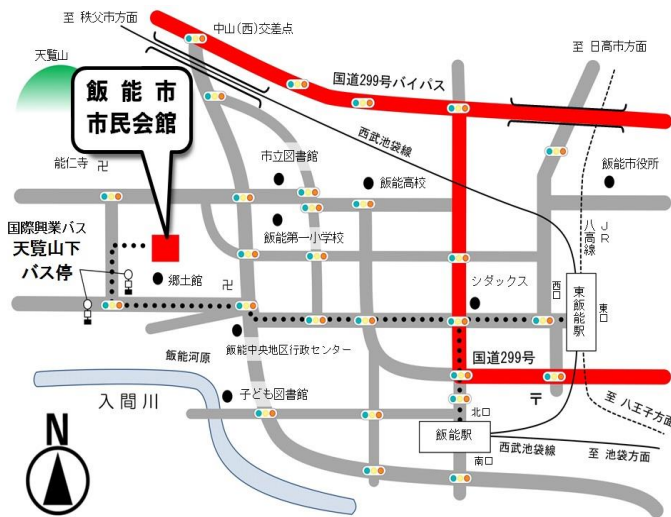 至 秩父市方面
中山(西)交差点
至 日高市方面
天覧山
国道299号バイパス
飯能市
市民会館
西武池袋線
市立図書館
飯能高校
飯能市役所
能仁寺 卍
国際興業バス
天覧山下
バス停
飯能第一小学校
JR
八高線
郷土館
卍
シダックス
西口
東飯能駅
東口
飯能中央地区行政センター
飯能河原
国道299号
入間川
子ども図書館
〒
至 八王子方面
北口
飯能駅
南口
西武池袋線
至 池袋方面
N